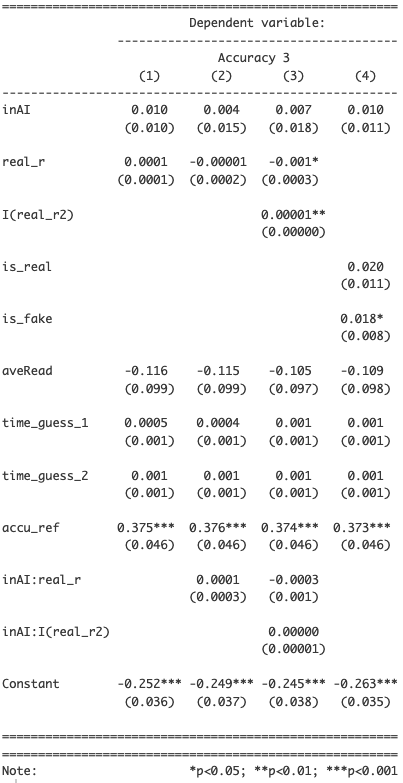 Dependent variable:
Accuracy 3
(1) (2) (3) (4)
inAI 0.010 0.004 0.007 0.010
(0.010) (0.015) (0.018) (0.011)
real_r 0.0001 -0.00001 -0.001*
(0.0001) (0.0002) (0.0003)
I(real_r2) 0.00001**
(0.00000)
is_real 0.020
(0.011)
is_fake 0.018*
(0.008)
aveRead -0.116 -0.115 -0.105 -0.109
(0.099) (0.099) (0.097) (0.098)
time_guess_1 0.0005 0.0004 0.001 0.001
(0.001) (0.001) (0.001) (0.001)
time_guess_2 0.001 0.001 0.001 0.001
(0.001) (0.001) (0.001) (0.001)
accu_ref 0.375*** 0.376*** 0.374*** 0.373***
(0.046) (0.046) (0.046) (0.046)
inAI:real_r 0.0001 -0.0003
(0.0003) (0.001)
inAI:I(real_r2) 0.00000
(0.00001)
Constant -0.252*** -0.249*** -0.245*** -0.263***
(0.036) (0.037) (0.038) (0.035)
Note: *p<0.05; **p<0.01; ***p<0.001